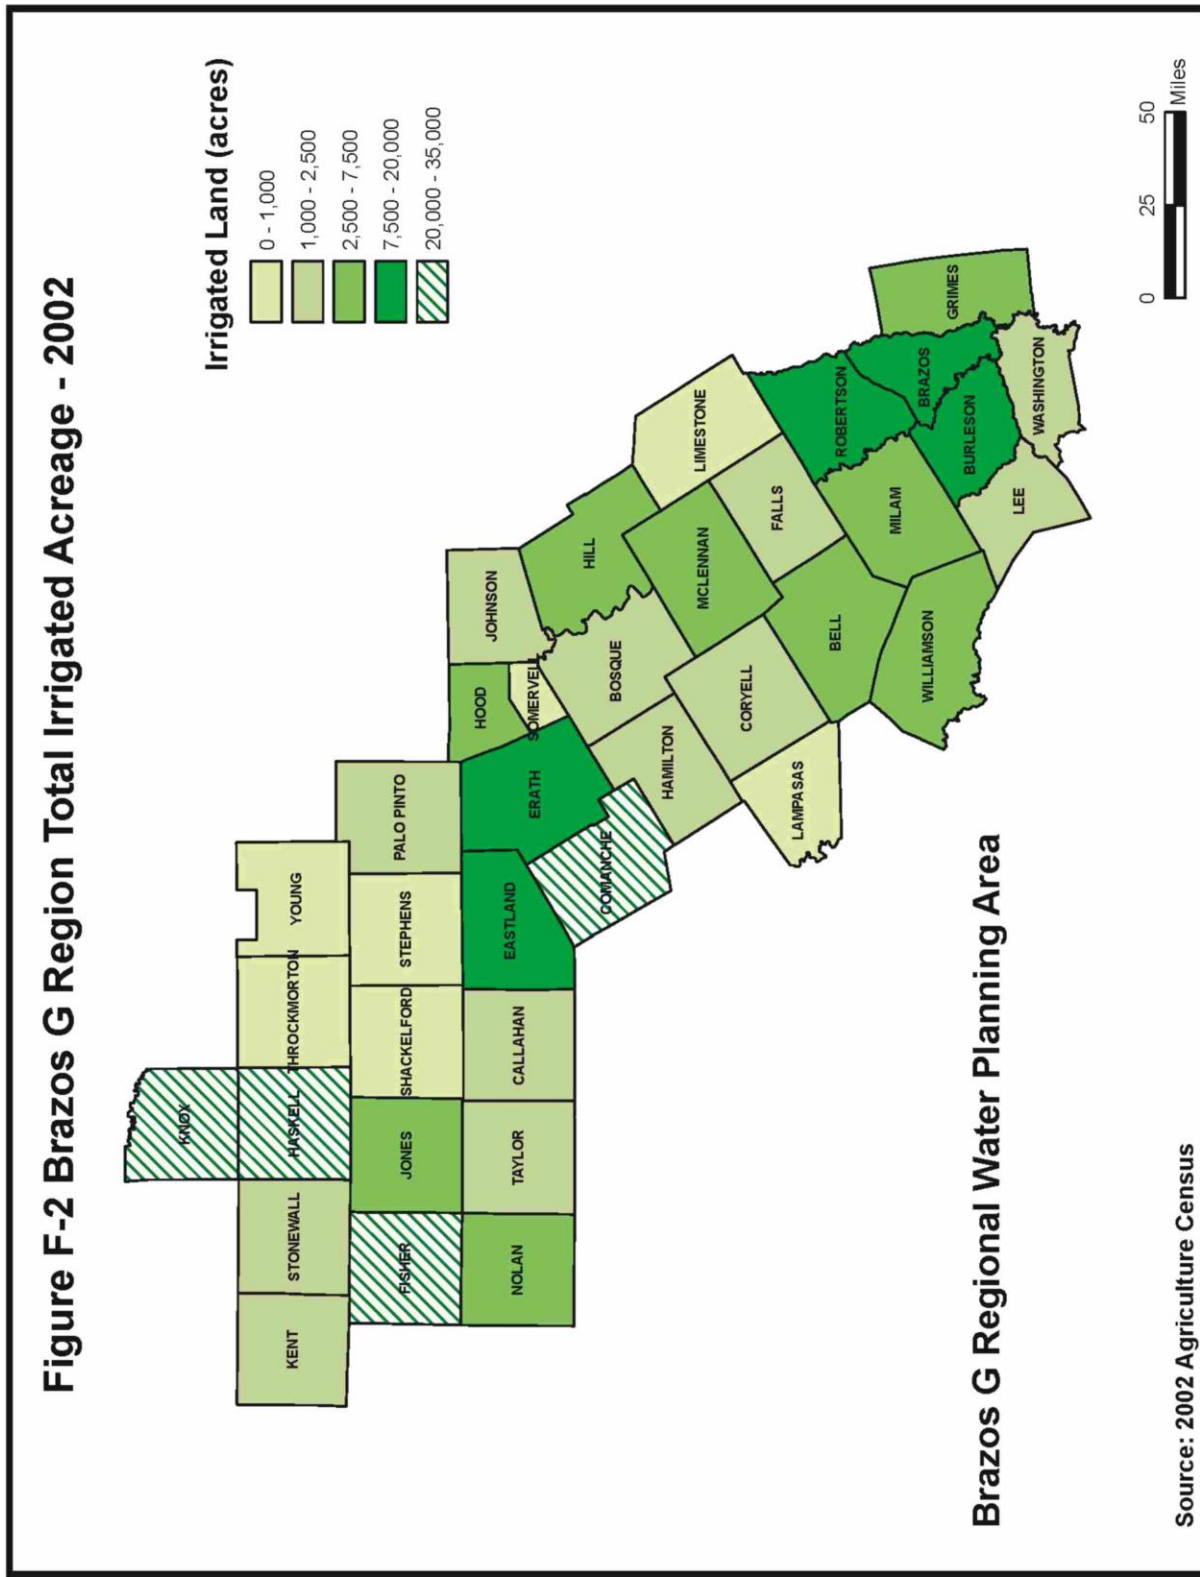 Figure F-2 Brazos G Region Total Irrigated Acreage - 2002
Irrigated Land (acres)
0 - 1,000
1,000 - 2,500
2,500 - 7,500
7,500 - 20,000
20,000 - 35,000
KNOX
KENT
STONEWALL
HASKELL
THROCKMORTON
YOUNG
FISHER
JONES
SHACKELFORD
STEPHENS
PALO PINTO
NOLAN
TAYLOR
CALLAHAN
EASTLAND
ERATH
HOOD
JOHNSON
SOMERVELL
COMANCHE
HILL
BOSQUE
HAMILTON
LIMESTONE
MCLENNAN
CORYELL
FALLS
LAMPASAS
BELL
ROBERTSON
MILAM
WILLIAMSON
BRAZOS
GRIMES
BURLESON
LEE
WASHINGTON
Brazos G Regional Water Planning Area
0 25 50
Miles
Source: 2002 Agriculture Census